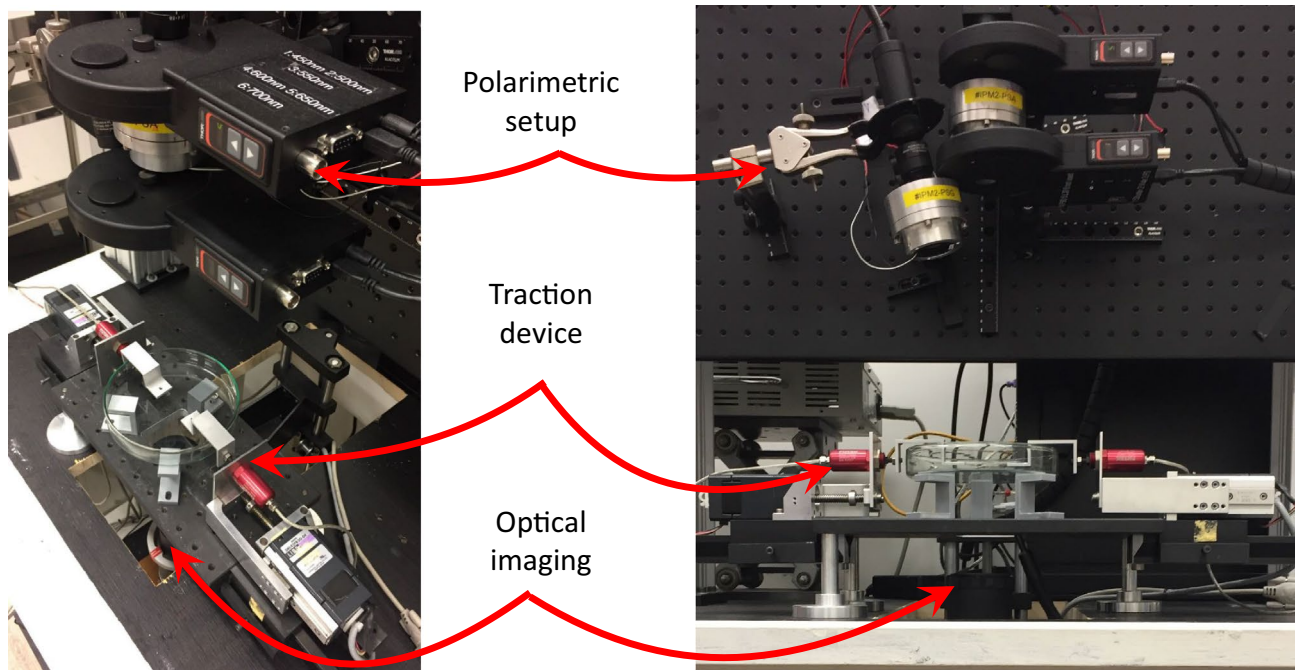 1:450nm 2:500nm
3:550nm
4:600nm 5:650nm
6:700nm
PSA
Polarimetric
setup
Traction
device
Optical
imaging
#IPM2-PSA
#IPM2-PSG